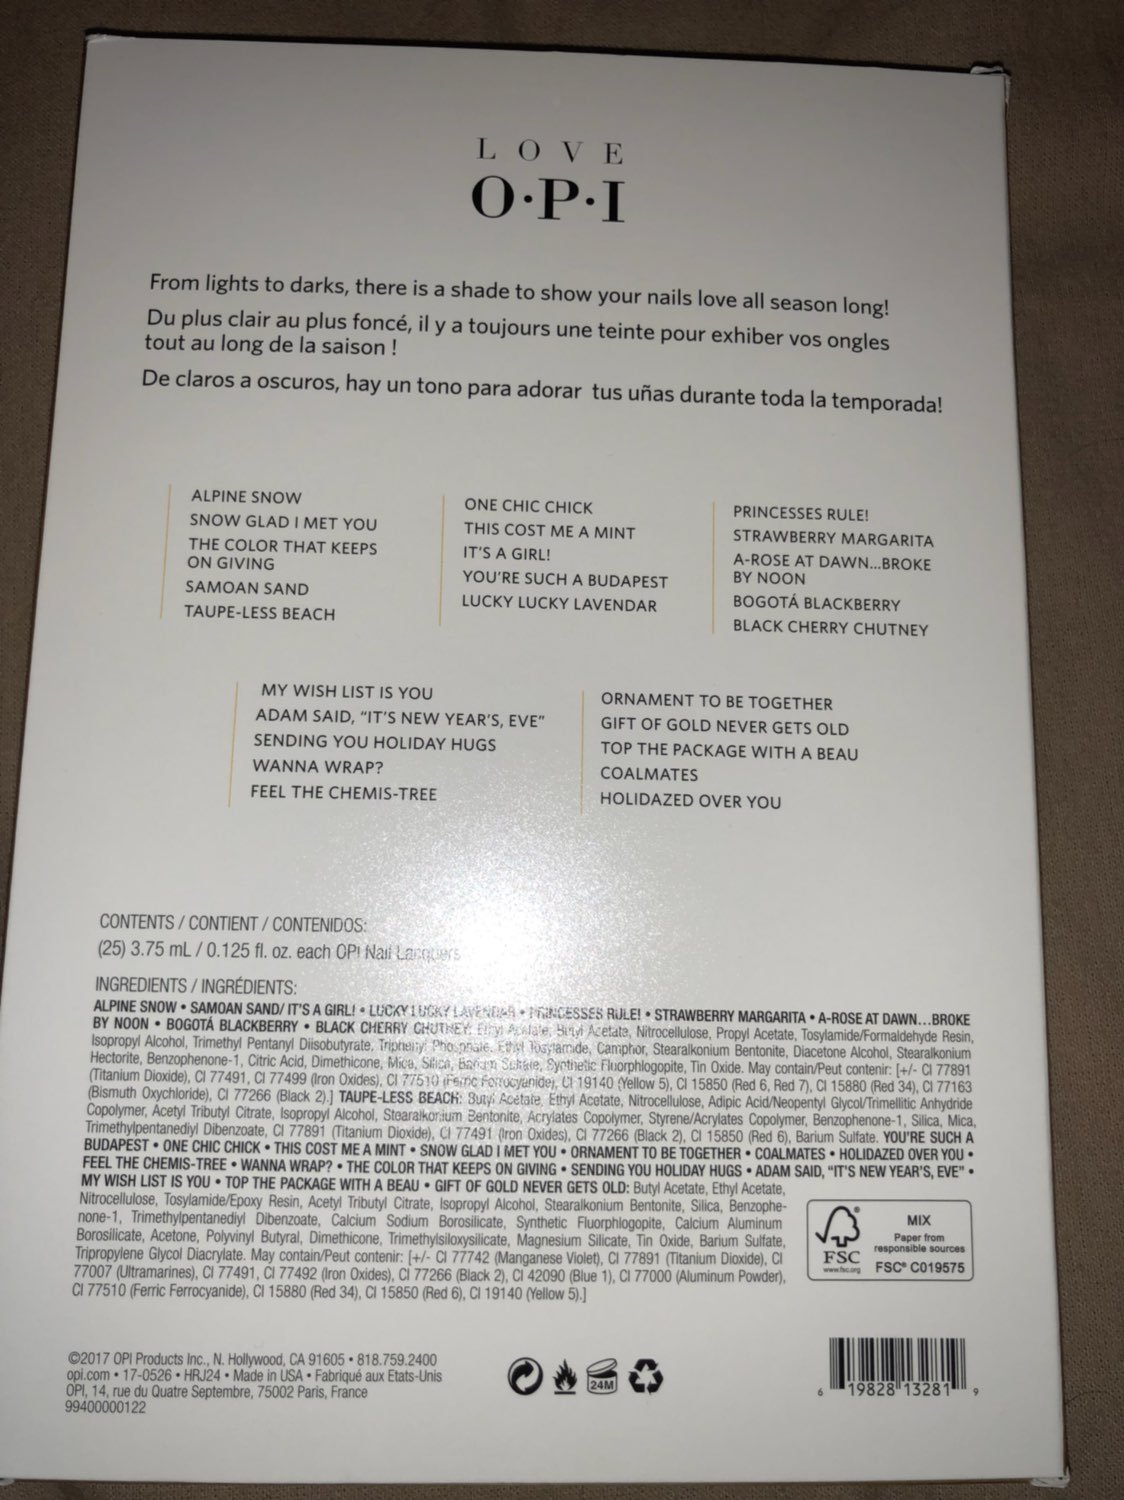 LOVE
O·P·I
From lights to darks, there is a shade to show your nails love all season long!
Du plus clair au plus foncé, il y a toujours une teinte pour exhiber vos ongles
tout au long de la saison !
De claros a oscuros, hay un tono para adorar tus uñas durante toda la temporada!
ALPINE SNOW
SNOW GLAD I MET YOU
THE COLOR THAT KEEPS
ON GIVING
SAMOAN SAND
TAUPE-LESS BEACH
ONE CHIC CHICK
THIS COST ME A MINT
IT'S A GIRL!
YOU'RE SUCH A BUDAPEST
LUCKY LUCKY LAVENDAR
PRINCESSES RULE!
STRAWBERRY MARGARITA
A-ROSE AT DAWN...BROKE
BY NOON
BOGOTÁ BLACKBERRY
BLACK CHERRY CHUTNEY
MY WISH LIST IS YOU
ADAM SAID, “IT'S NEW YEAR'S, EVE”
SENDING YOU HOLIDAY HUGS
WANNA WRAP?
FEEL THE CHEMIS-TREE
ORNAMENT TO BE TOGETHER
GIFT OF GOLD NEVER GETS OLD
TOP THE PACKAGE WITH A BEAU
COALMATES
HOLIDAZED OVER YOU
CONTENTS / CONTIENT / CONTENIDOS:
(25) 3.75 mL / 0.125 fl. oz. each OPI Nail Lacquers
INGREDIENTS / INGRÉDIENTS:
ALPINE SNOW • SAMOAN SAND/ IT'S A GIRL! • LUCKY LUCKY LAVENDAR • PRINCESSES RULE! • STRAWBERRY MARGARITA • A-ROSE AT DAWN...BROKE
BY NOON • BOGOTÁ BLACKBERRY • BLACK CHERRY CHUTNEY: Ethyl Acetate, Butyl Acetate, Nitrocellulose, Propyl Acetate, Tosylamide/Formaldehyde Resin,
Isopropyl Alcohol, Trimethyl Pentanyl Diisobutyrate, Triphenyl Phosphate, Ethyl Tosylamide, Camphor, Stearalkonium Bentonite, Diacetone Alcohol, Stearalkonium
Hectorite, Benzophenone-1, Citric Acid, Dimethicone, Mica, Silica, Barium Sulfate, Synthetic Fluorphlogopite, Tin Oxide. May contain/Peut contenir: [+/- CI 77891
(Titanium Dioxide), CI 77491, CI 77499 (Iron Oxides), CI 77510 (Ferric Ferrocyanide), CI 19140 (Yellow 5), CI 15850 (Red 6, Red 7), CI 15880 (Red 34), CI 77163
(Bismuth Oxychloride), CI 77266 (Black 2).] TAUPE-LESS BEACH: Butyl Acetate, Ethyl Acetate, Nitrocellulose, Adipic Acid/Neopentyl Glycol/Trimellitic Anhydride
Copolymer, Acetyl Tributyl Citrate, Isopropyl Alcohol, Stearalkonium Bentonite, Acrylates Copolymer, Styrene/Acrylates Copolymer, Benzophenone-1, Silica, Mica,
Trimethylpentanediyl Dibenzoate, CI 77891 (Titanium Dioxide), CI 77491 (Iron Oxides), CI 77266 (Black 2), CI 15850 (Red 6), Barium Sulfate. YOU'RE SUCH A
BUDAPEST • ONE CHIC CHICK • THIS COST ME A MINT • SNOW GLAD I MET YOU • ORNAMENT TO BE TOGETHER • COALMATES • HOLIDAZED OVER YOU •
FEEL THE CHEMIS-TREE • WANNA WRAP? • THE COLOR THAT KEEPS ON GIVING • SENDING YOU HOLIDAY HUGS • ADAM SAID, “IT'S NEW YEAR'S, EVE” •
MY WISH LIST IS YOU • TOP THE PACKAGE WITH A BEAU • GIFT OF GOLD NEVER GETS OLD: Butyl Acetate, Ethyl Acetate,
Nitrocellulose, Tosylamide/Epoxy Resin, Acetyl Tributyl Citrate, Isopropyl Alcohol, Stearalkonium Bentonite, Silica, Benzophe-
none-1, Trimethylpentanediyl Dibenzoate, Calcium Sodium Borosilicate, Synthetic Fluorphlogopite, Calcium Aluminum
Borosilicate, Acetone, Polyvinyl Butyral, Dimethicone, Trimethylsiloxysilicate, Magnesium Silicate, Tin Oxide, Barium Sulfate,
Tripropylene Glycol Diacrylate. May contain/Peut contenir: [+/- CI 77742 (Manganese Violet), CI 77891 (Titanium Dioxide), CI
77007 (Ultramarines), CI 77491, CI 77492 (Iron Oxides), CI 77266 (Black 2), CI 42090 (Blue 1), CI 77000 (Aluminum Powder),
CI 77510 (Ferric Ferrocyanide), CI 15880 (Red 34), CI 15850 (Red 6), CI 19140 (Yellow 5).]
FSC
www.fsc.org
MIX
Paper from
responsible sources
FSC® C019575
©2017 OPI Products Inc., N. Hollywood, CA 91605 • 818.759.2400
opi.com • 17-0526 • HRJ24 • Made in USA • Fabriqué aux Etats-Unis
OPI, 14, rue du Quatre Septembre, 75002 Paris, France
99400000122
24M
6 19828 13281 9